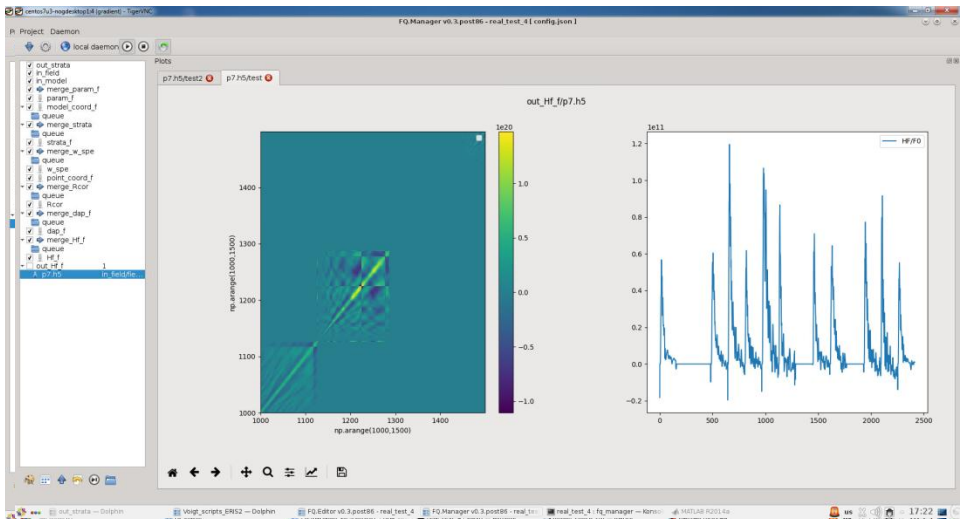 centos7u3-nogdesktop1:4 (gradient) - TigerVNC
FQ.Manager v0.3.post86 - real_test_4 [ config.json ]
Project Daemon
local daemon
Plots
out_strata
in_field
in_model
merge_param_f
param_f
model_coord_f
queue
merge_strata
queue
strata_f
merge_w_spe
queue
w_spe
point_coord_f
merge_Rcor
queue
Rcor
merge_dap_f
queue
dap_f
merge_Hf_f
queue
Hf_f
out_Hf_f 1
A p7.h5 in_field/fie...
p7.h5/test2 p7.h5/test
out_Hf_f/p7.h5
1e20
1.0
0.5
0.0
−0.5
−1.0
1400
1300
1200
1100
1000
np.arange(1000,1500)
1000 1100 1200 1300 1400
np.arange(1000,1500)
1e11
HF/F0
1.2
1.0
0.8
0.6
0.4
0.2
0.0
−0.2
0 500 1000 1500 2000 2500
out_strata — Dolphin
Voigt_scripts_ERIS2 — Dolphin
FQ.Editor v0.3.post86 - real_test_4
FQ.Manager v0.3.post86 - real_te
real_test_4 : fq_manager — Konso
MATLAB R2014a
us
17:22